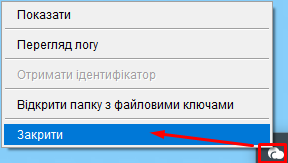 Показати
Перегляд логу
Отримати ідентифікатор
Відкрити папку з файловими ключами
Закрити